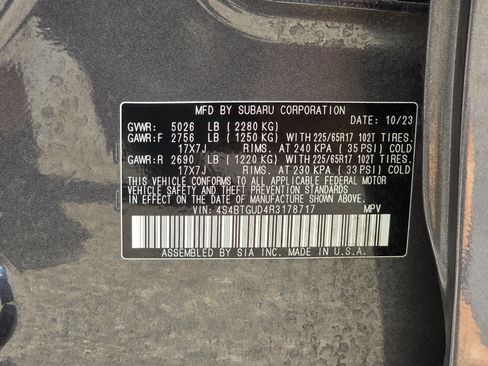 MFD BY SUBARU CORPORATION
DATE: 10/23
GVWR: 5026 LB (2280 KG)
GAWR:F 2756 LB (1250 KG) WITH 225/65R17 102T TIRES.
17X7J RIMS. AT 240 KPA (35 PSI) COLD
GAWR:R 2690 LB (1220 KG) WITH 225/65R17 102T TIRES.
17X7J RIMS. AT 230 KPA (33 PSI) COLD
THIS VEHICLE CONFORMS TO ALL APPLICABLE FEDERAL MOTOR
VEHICLE SAFETY AND THEFT PREVENTION STANDARDS
IN EFFECT ON THE DATE OF MANUFACTURE SHOWN ABOVE.
VIN: 4S4BTGUD4R3178717 MPV
ASSEMBLED BY SIA INC. MADE IN U.S.A.